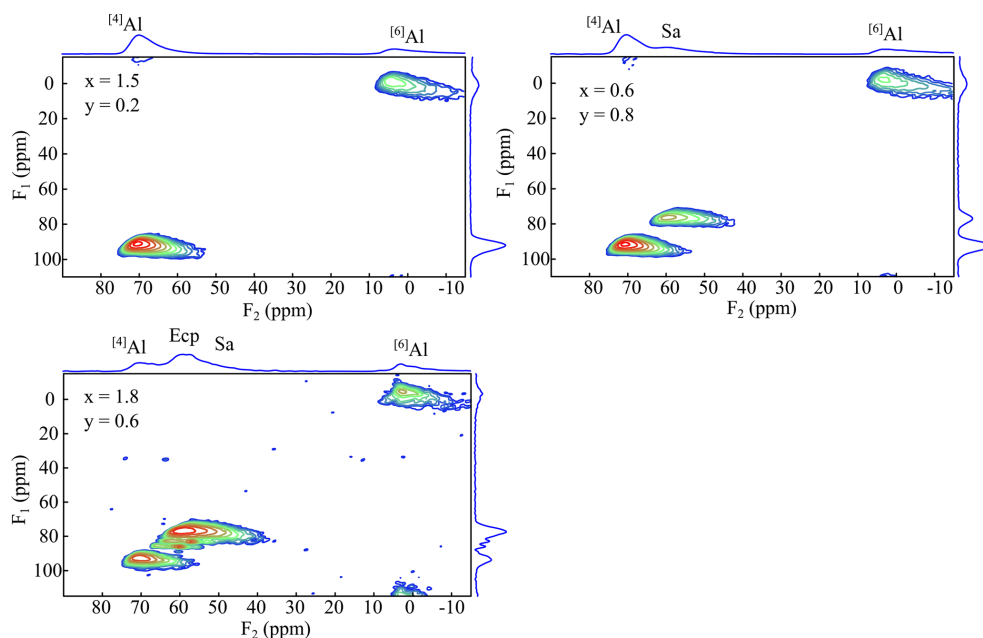 [4]Al [6]Al
x = 1.5
y = 0.2
F1 (ppm)
0
20
40
60
80
100
80 70 60 50 40 30 20 10 0 -10
F2 (ppm)
[4]Al Sa [6]Al
x = 0.6
y = 0.8
F1 (ppm)
0
20
40
60
80
100
80 70 60 50 40 30 20 10 0 -10
F2 (ppm)
[4]Al Ecp Sa [6]Al
x = 1.8
y = 0.6
F1 (ppm)
0
20
40
60
80
100
80 70 60 50 40 30 20 10 0 -10
F2 (ppm)